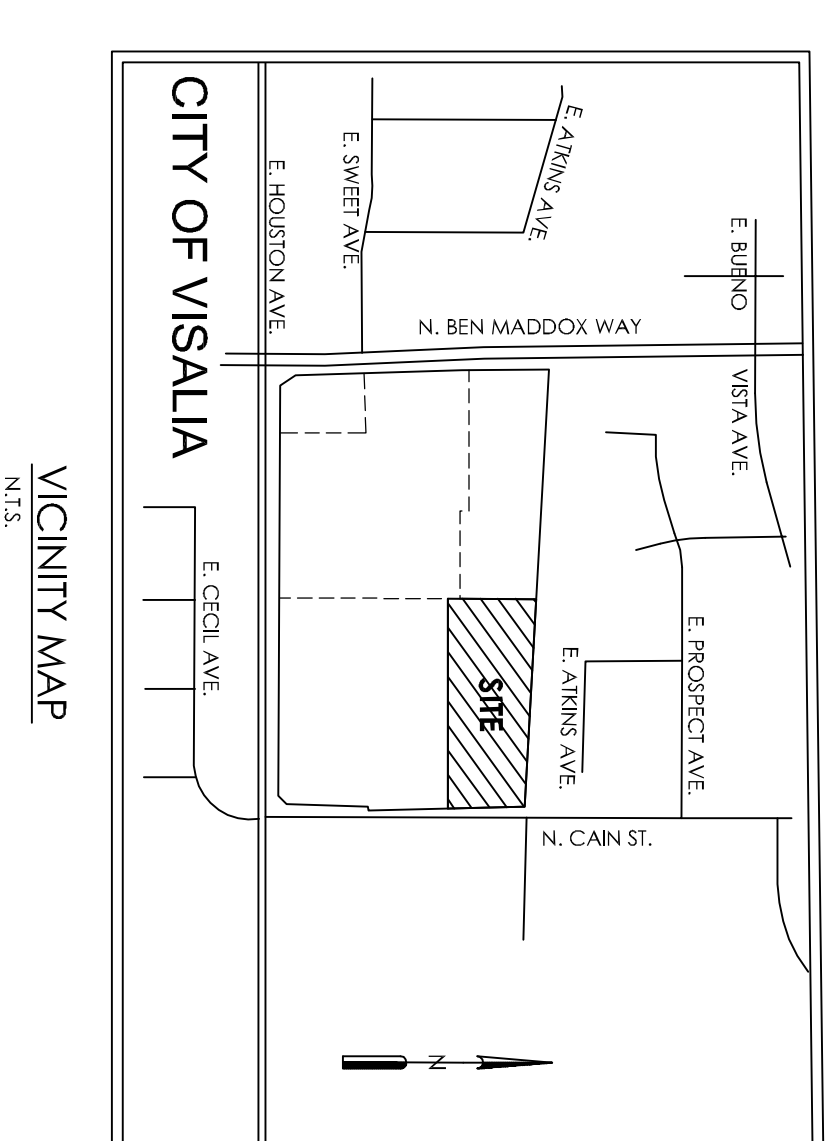 E. BUENO VISTA AVE.
E. ATKINS AVE.
N. BEN MADDOX WAY
E. PROSPECT AVE.
E. ATKINS AVE.
N. CAIN ST.
SITE
E. SWEET AVE.
E. HOUSTON AVE.
E. CECIL AVE.
CITY OF VISALIA
N
VICINITY MAP
N.T.S.